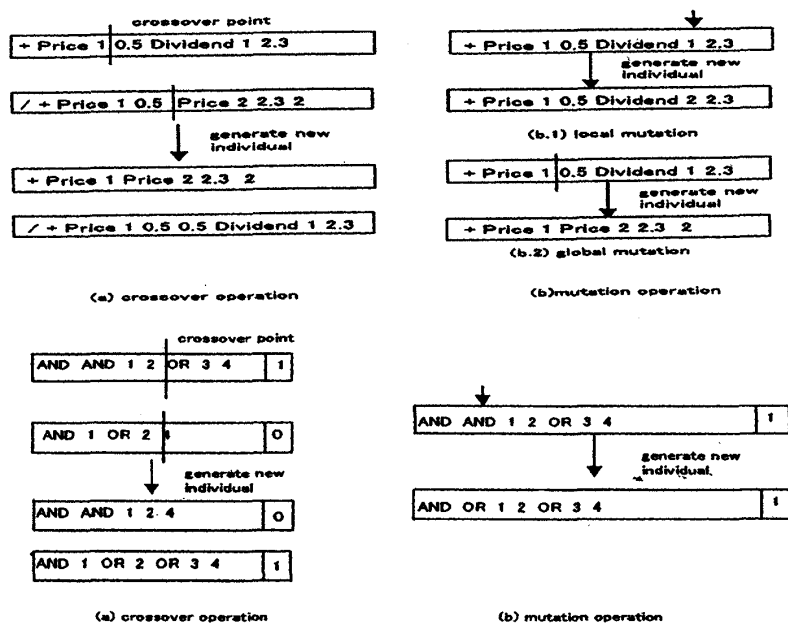 crossover point
+ Price 1 0.5 Dividend 1 2.3
/ + Price 1 0.5 Price 2 2.3 2
generate new
individual
+ Price 1 Price 2 2.3 2
/ + Price 1 0.5 0.5 Dividend 1 2.3
(a) crossover operation
+ Price 1 0.5 Dividend 1 2.3
generate new
individual
+ Price 1 0.5 Dividend 2 2.3
(b.1) local mutation
+ Price 1 0.5 Dividend 1 2.3
generate new
individual
+ Price 1 Price 2 2.3 2
(b.2) global mutation
(b)mutation operation
crossover point
AND AND 1 2 OR 3 4 1
AND 1 OR 2 4 0
generate new
individual
AND AND 1 2 4 0
AND 1 OR 2 OR 3 4 1
(a) crossover operation
AND AND 1 2 OR 3 4 1
generate new
individual
AND OR 1 2 OR 3 4 1
(b) mutation operation